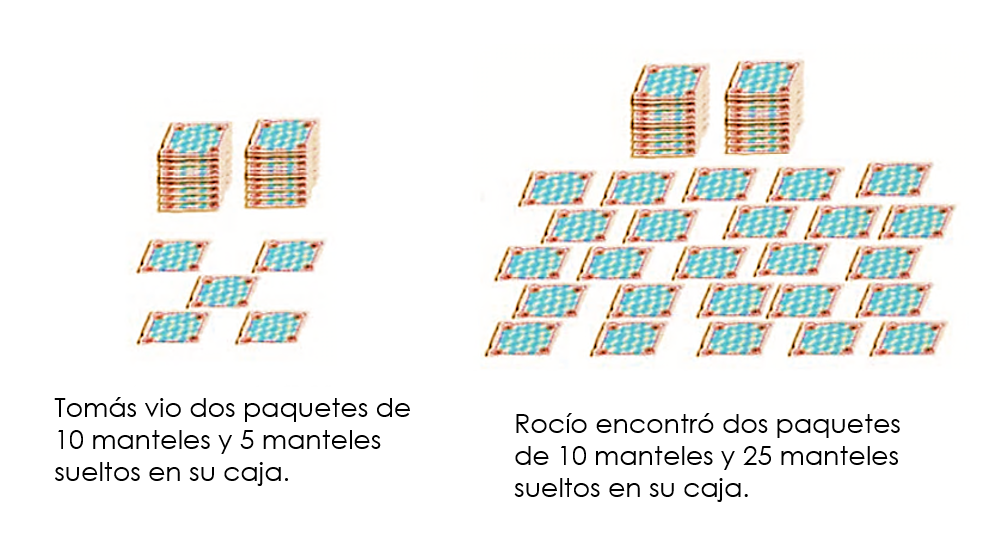 Tomás vio dos paquetes de
10 manteles y 5 manteles
sueltos en su caja.
Rocío encontró dos paquetes
de 10 manteles y 25 manteles
sueltos en su caja.